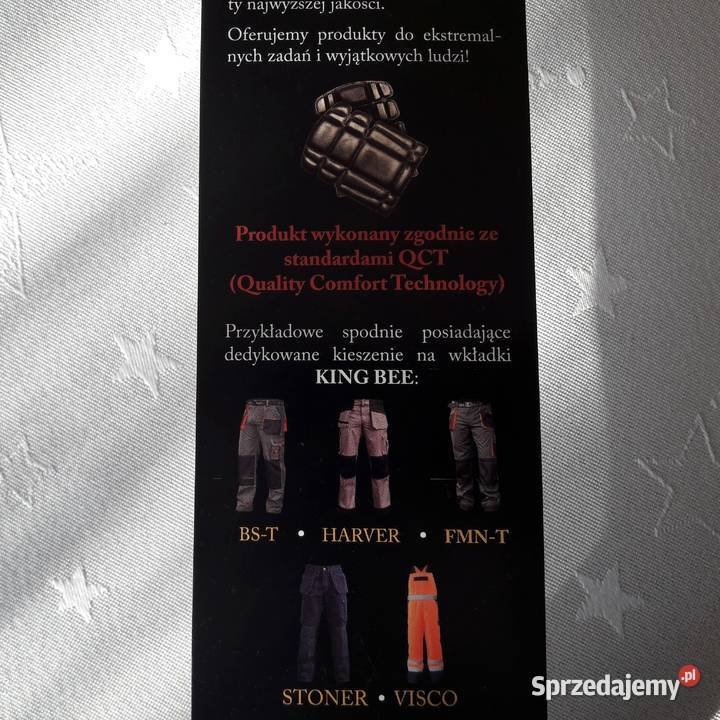 ty najwyższej jakości.
Oferujemy produkty do ekstremal-
nych zadań i wyjątkowych ludzi!
Produkt wykonany zgodnie ze
standardami QCT
(Quality Comfort Technology)
Przykładowe spodnie posiadające
dedykowane kieszenie na wkładki
KING BEE:
BS-T • HARVER • FMN-T
STONER • VISCO
Sprzedajemy.pl